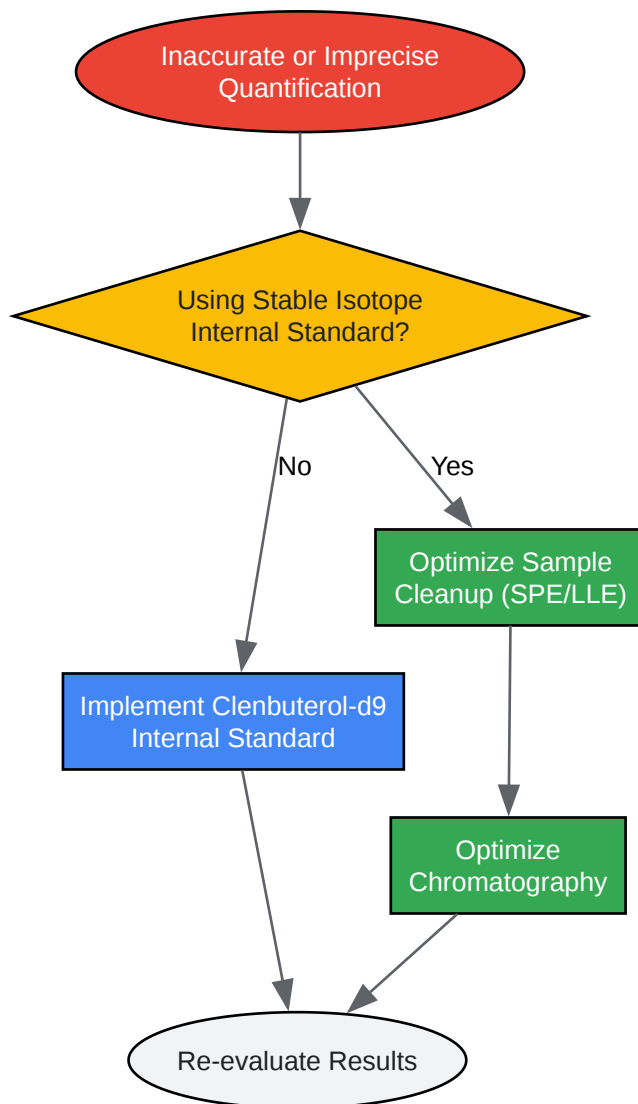 Inaccurate or Imprecise
Quantification
Using Stable Isotope
Internal Standard?
No
Yes
Optimize Sample
Cleanup (SPE/LLE)
Implement Clenbuterol-d9
Internal Standard
Optimize
Chromatography
Re-evaluate Results